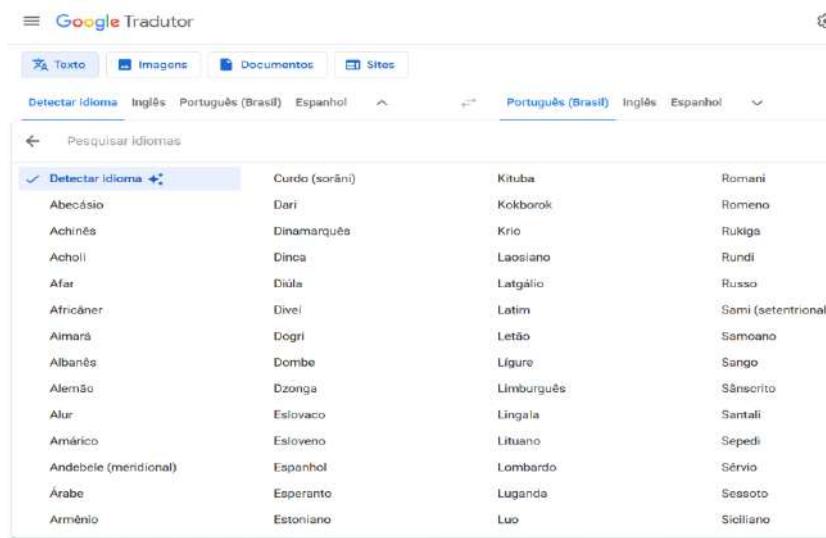 Google Tradutor
Texto Imagens Documentos Sites
Detectar idioma Inglês Português (Brasil) Espanhol Português (Brasil) Inglês Espanhol
Pesquisar idiomas
Detectar idioma Curdo (sorâni) Kituba Romani
Abecásio Dari Kokborok Romeno
Achinês Dinamarquês Krio Rukiga
Acholi Dinca Laosiano Rundi
Afar Diúla Latgálio Russo
Africâner Divei Latim Sami (setentrional
Aimará Dogri Letão Samoano
Albanês Dombe Lígure Sango
Alemão Dzonga Limburguês Sânscrito
Alur Eslovaco Lingala Santali
Amárico Esloveno Lituano Sepedi
Andebele (meridional) Espanhol Lombardo Sérvio
Árabe Esperanto Luganda Sessoto
Armênio Estoniano Luo Siciliano